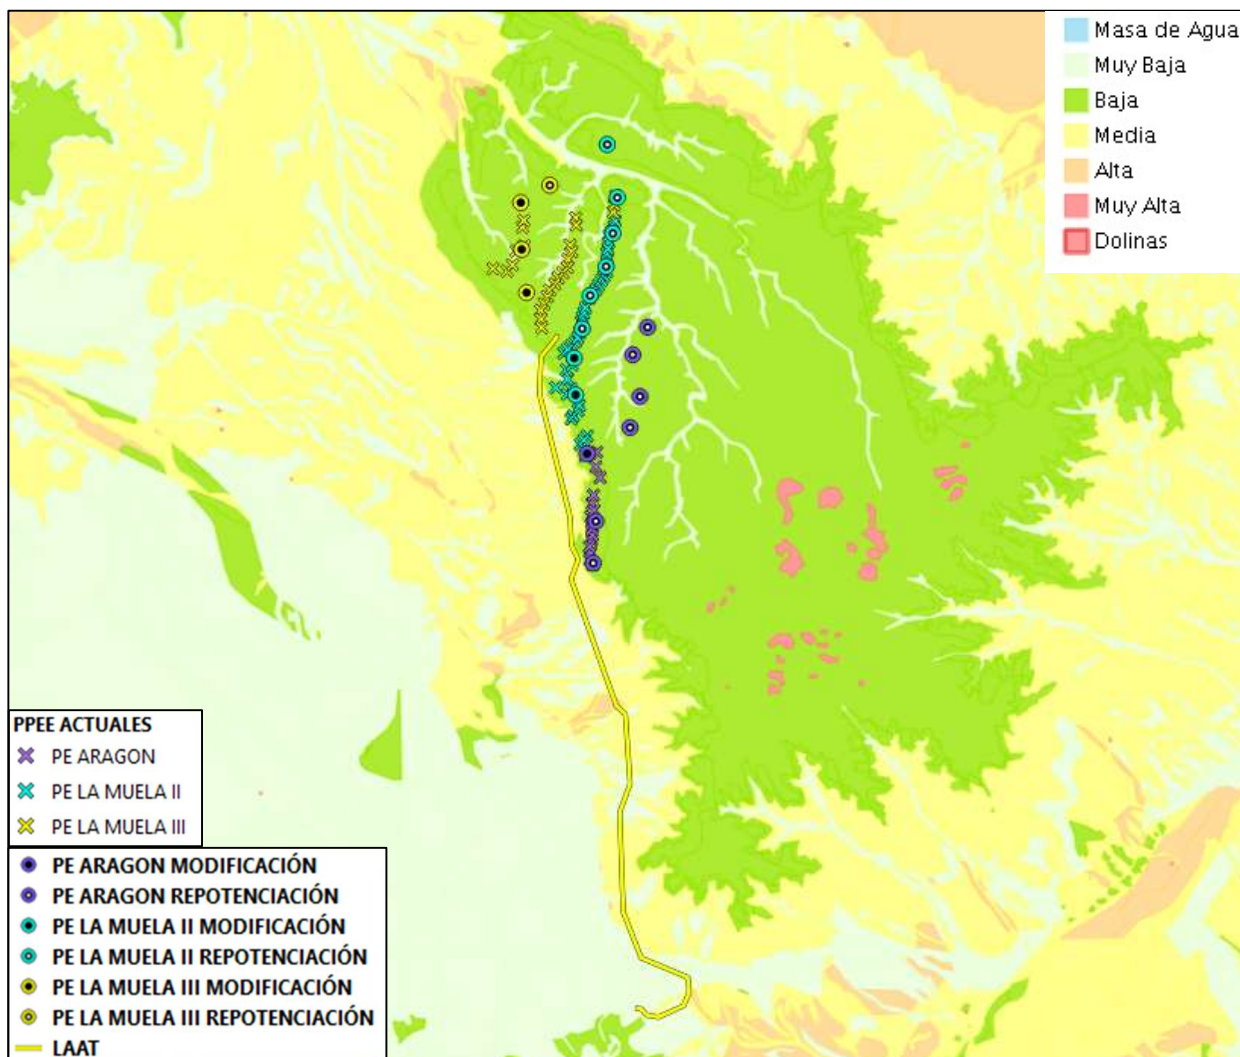 Masa de Agua
Muy Baja
Baja
Media
Alta
Muy Alta
Dolinas
PPEE ACTUALES
PE ARAGON
PE LA MUELA II
PE LA MUELA III
PE ARAGON MODIFICACIÓN
PE ARAGON REPOTENCIACIÓN
PE LA MUELA II MODIFICACIÓN
PE LA MUELA II REPOTENCIACIÓN
PE LA MUELA III MODIFICACIÓN
PE LA MUELA III REPOTENCIACIÓN
LAAT